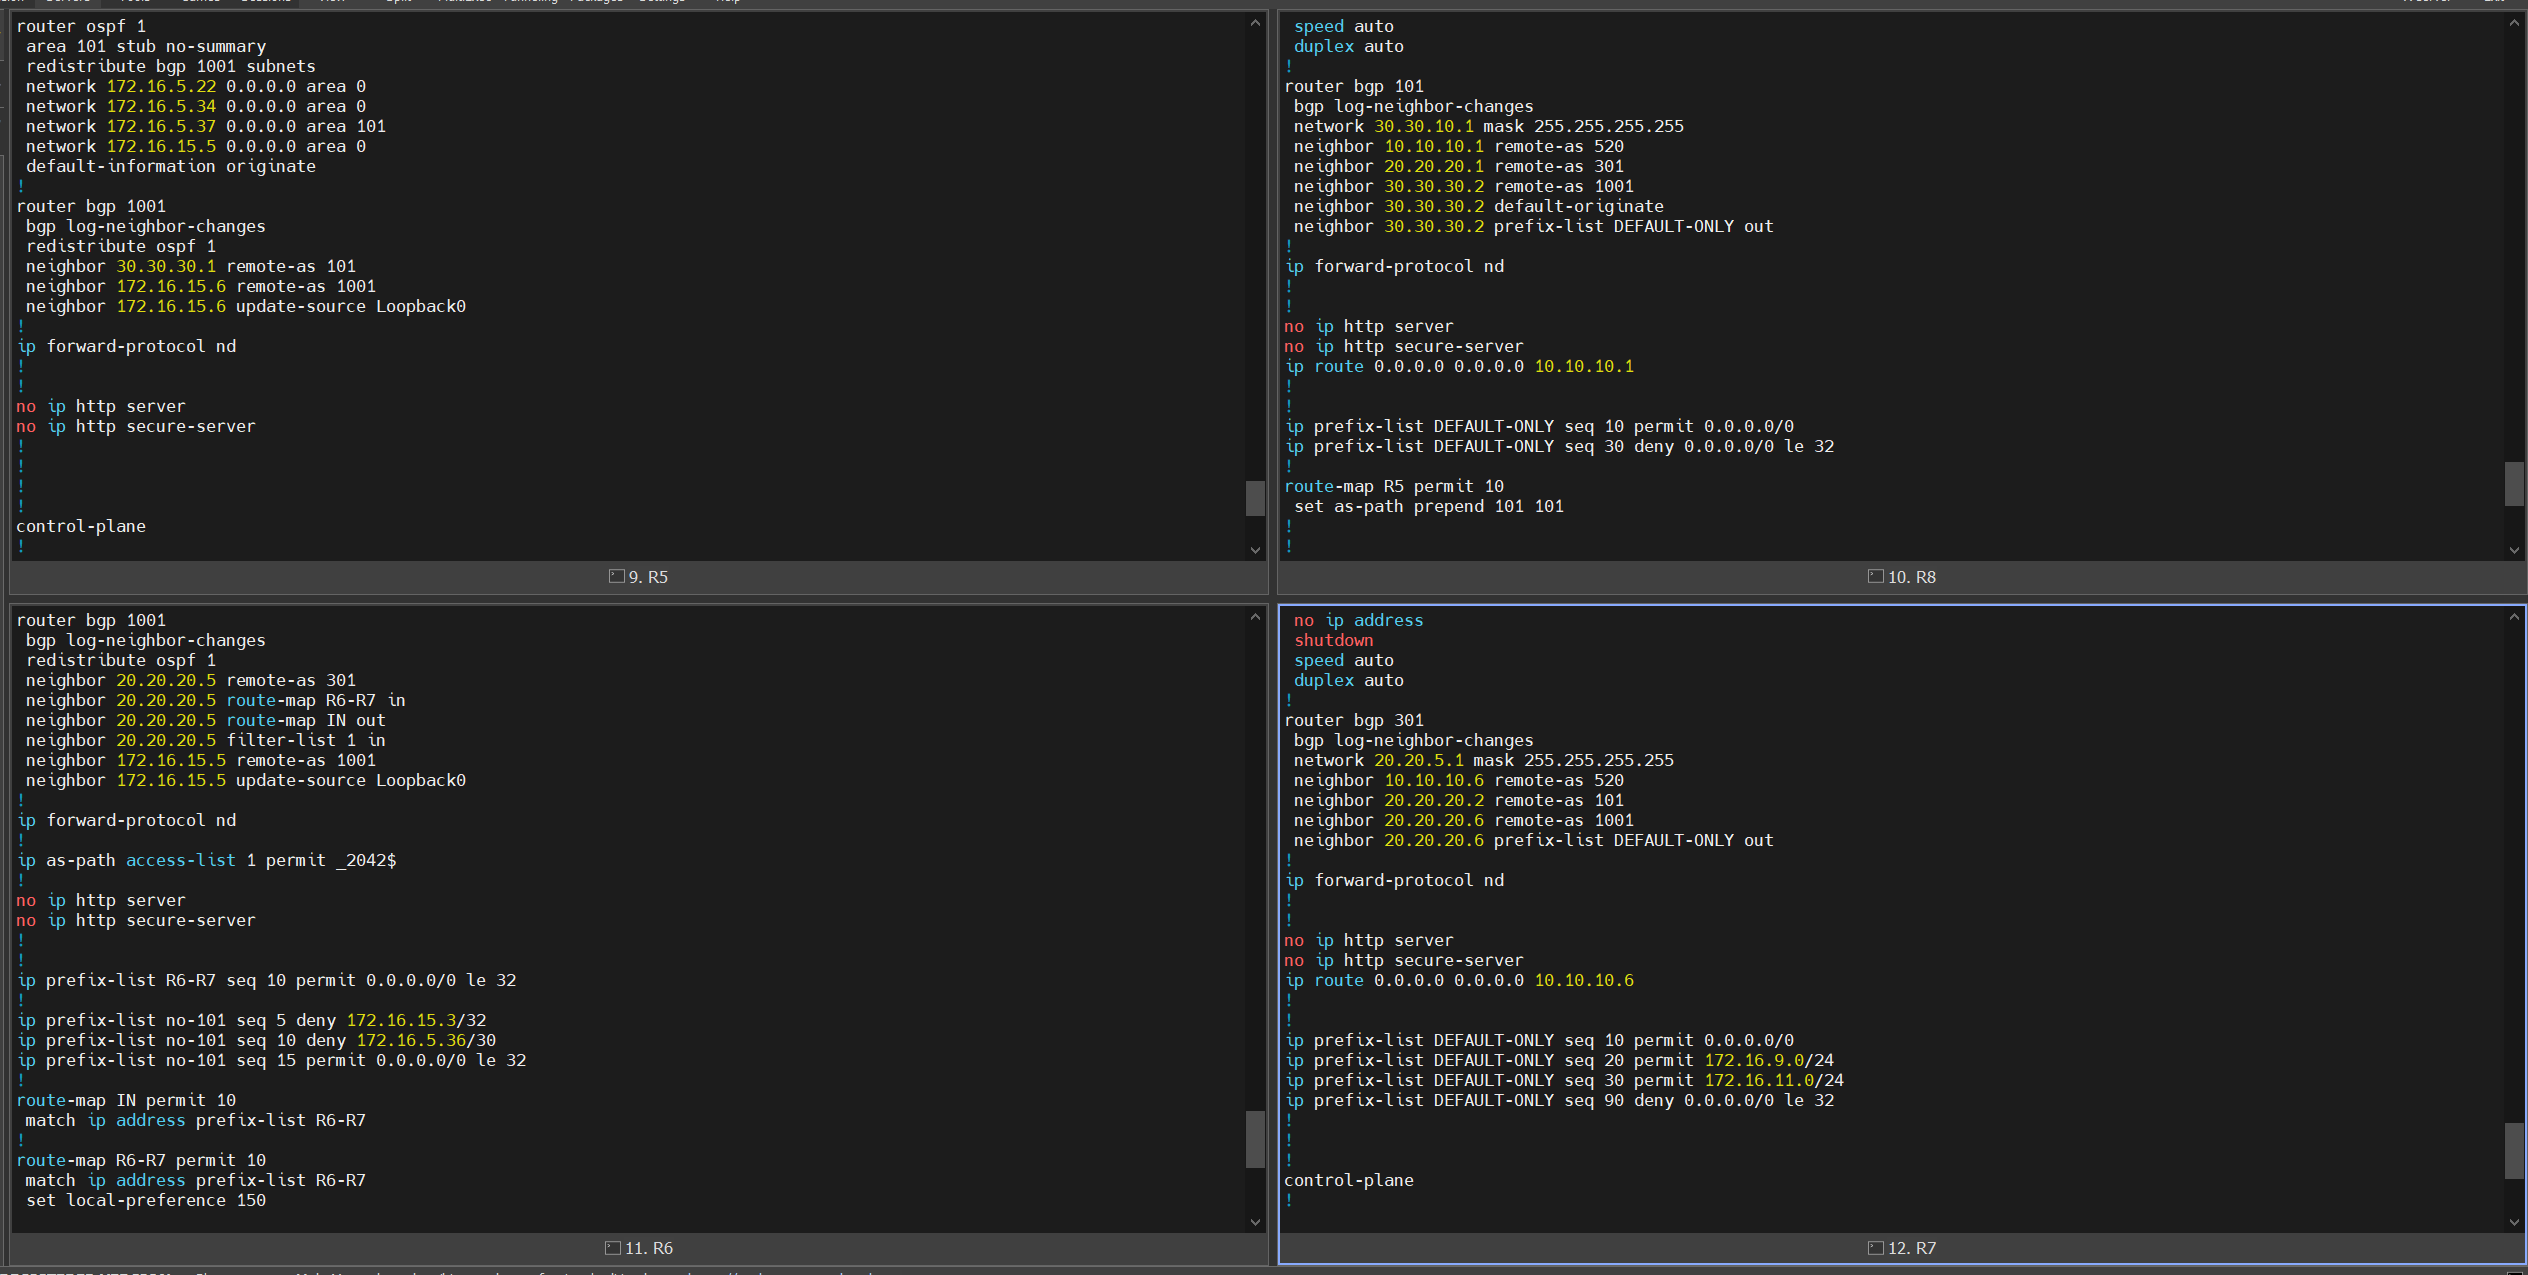 router ospf 1
 area 101 stub no-summary
 redistribute bgp 1001 subnets
 network 172.16.5.22 0.0.0.0 area 0
 network 172.16.5.34 0.0.0.0 area 0
 network 172.16.5.37 0.0.0.0 area 101
 network 172.16.15.5 0.0.0.0 area 0
 default-information originate
!
router bgp 1001
 bgp log-neighbor-changes
 redistribute ospf 1
 neighbor 30.30.30.1 remote-as 101
 neighbor 172.16.15.6 remote-as 1001
 neighbor 172.16.15.6 update-source Loopback0
!
ip forward-protocol nd
!
!
no ip http server
no ip http secure-server
!
!
!
!
control-plane
!
9. R5
 speed auto
 duplex auto
!
router bgp 101
 bgp log-neighbor-changes
 network 30.30.10.1 mask 255.255.255.255
 neighbor 10.10.10.1 remote-as 520
 neighbor 20.20.20.1 remote-as 301
 neighbor 30.30.30.2 remote-as 1001
 neighbor 30.30.30.2 default-originate
 neighbor 30.30.30.2 prefix-list DEFAULT-ONLY out
!
ip forward-protocol nd
!
!
no ip http server
no ip http secure-server
ip route 0.0.0.0 0.0.0.0 10.10.10.1
!
!
ip prefix-list DEFAULT-ONLY seq 10 permit 0.0.0.0/0
ip prefix-list DEFAULT-ONLY seq 30 deny 0.0.0.0/0 le 32
!
route-map R5 permit 10
 set as-path prepend 101 101
!
!
10. R8
router bgp 1001
 bgp log-neighbor-changes
 redistribute ospf 1
 neighbor 20.20.20.5 remote-as 301
 neighbor 20.20.20.5 route-map R6-R7 in
 neighbor 20.20.20.5 route-map IN out
 neighbor 20.20.20.5 filter-list 1 in
 neighbor 172.16.15.5 remote-as 1001
 neighbor 172.16.15.5 update-source Loopback0
!
ip forward-protocol nd
!
ip as-path access-list 1 permit _2042$
!
no ip http server
no ip http secure-server
!
!
ip prefix-list R6-R7 seq 10 permit 0.0.0.0/0 le 32
!
ip prefix-list no-101 seq 5 deny 172.16.15.3/32
ip prefix-list no-101 seq 10 deny 172.16.5.36/30
ip prefix-list no-101 seq 15 permit 0.0.0.0/0 le 32
!
route-map IN permit 10
 match ip address prefix-list R6-R7
!
route-map R6-R7 permit 10
 match ip address prefix-list R6-R7
 set local-preference 150
11. R6
 no ip address
 shutdown
 speed auto
 duplex auto
!
router bgp 301
 bgp log-neighbor-changes
 network 20.20.5.1 mask 255.255.255.255
 neighbor 10.10.10.6 remote-as 520
 neighbor 20.20.20.2 remote-as 101
 neighbor 20.20.20.6 remote-as 1001
 neighbor 20.20.20.6 prefix-list DEFAULT-ONLY out
!
ip forward-protocol nd
!
!
no ip http server
no ip http secure-server
ip route 0.0.0.0 0.0.0.0 10.10.10.6
!
!
ip prefix-list DEFAULT-ONLY seq 10 permit 0.0.0.0/0
ip prefix-list DEFAULT-ONLY seq 20 permit 172.16.9.0/24
ip prefix-list DEFAULT-ONLY seq 30 permit 172.16.11.0/24
ip prefix-list DEFAULT-ONLY seq 90 deny 0.0.0.0/0 le 32
!
!
!
control-plane
!
12. R7